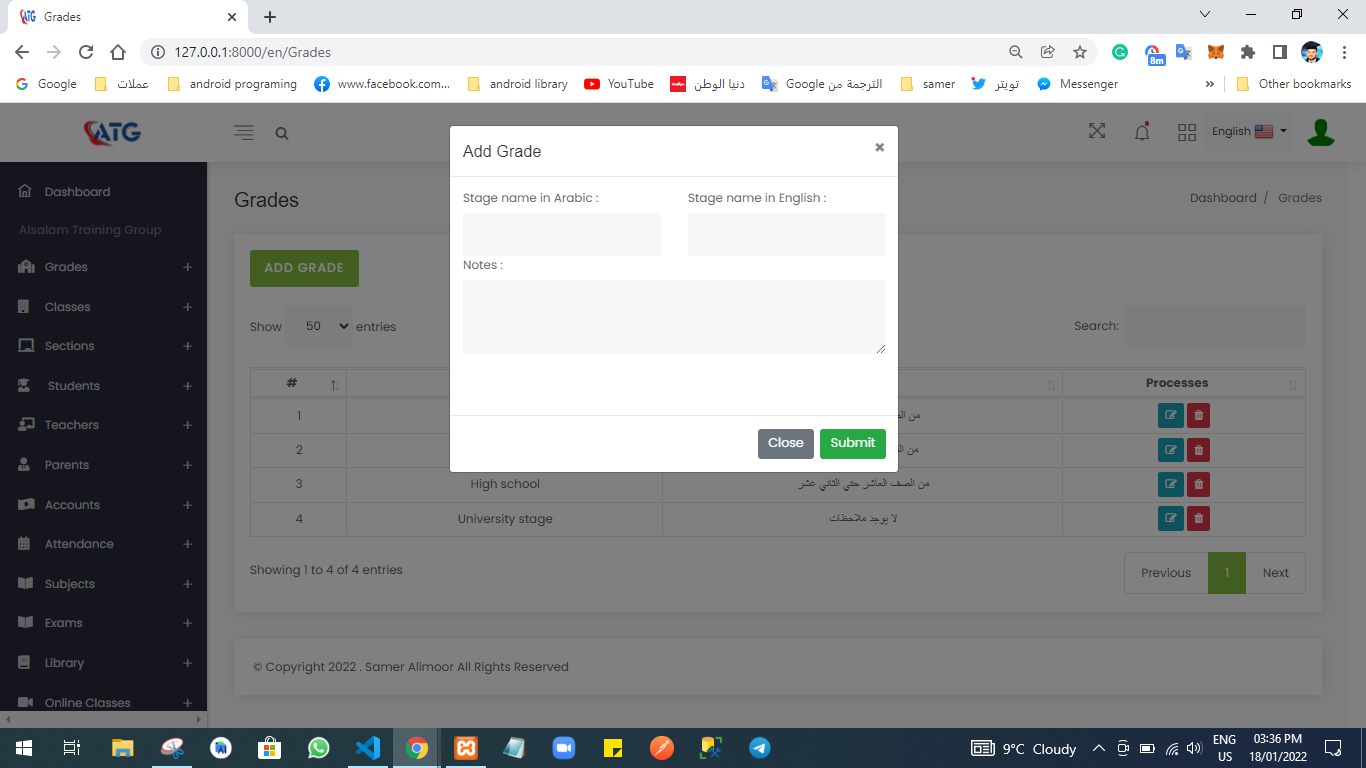 Grades
127.0.0.1:8000/en/Grades
8m
Google
عملات
android programing
www.facebook.com...
android library
YouTube
دنيا الوطن
الترجمة من Google
samer
تويتر
Messenger
»
Other bookmarks
ATG
English
Add Grade
×
Stage name in Arabic :
Stage name in English :
Notes :
Close
Submit
Dashboard
Alsalam Training Group
Grades +
Classes +
Sections +
Students +
Teachers +
Parents +
Accounts +
Attendance +
Subjects +
Exams +
Library +
Online Classes +
Grades
Dashboard / Grades
ADD GRADE
Show 50 entries
Search:
# Processes
1 من
2 من
3 High school من الصف العاشر حتي الثاني عشر
4 University stage لا يوجد ملاحظات
Showing 1 to 4 of 4 entries
Previous 1 Next
© Copyright 2022 . Samer Alimoor All Rights Reserved
9°C Cloudy
ENG
US
03:36 PM
18/01/2022